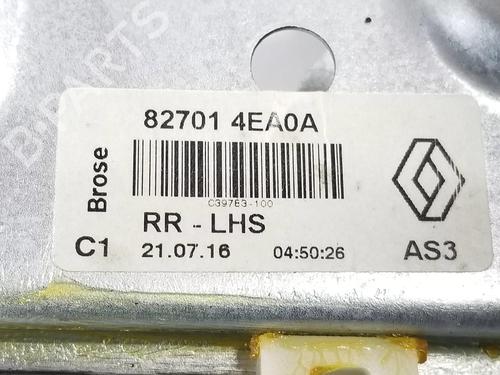 B-PARTS
82701 4EA0A
Brose
C39763-100
RR - LHS
C1 21.07.16 04:50:26 AS3